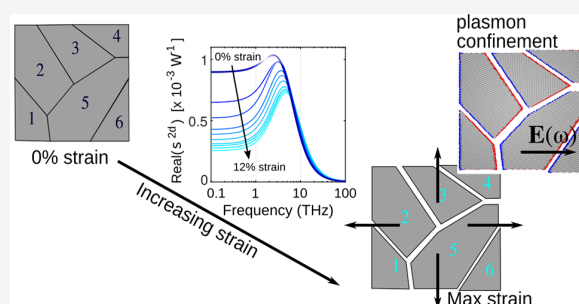 plasmon
confinement
1
2
3
4
5
6
0% strain
Real(s 2d) [x 10-3 W-1]
1
0.5
0
0% strain
12% strain
0.1 1 10 100
Frequency (THz)
E(ω)
Increasing strain
1
2
3
4
5
6
Max strain